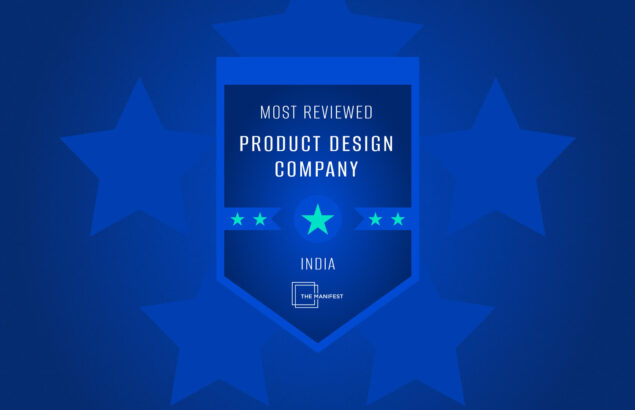 MOST REVIEWED
PRODUCT DESIGN
COMPANY
INDIA
THE MANIFEST